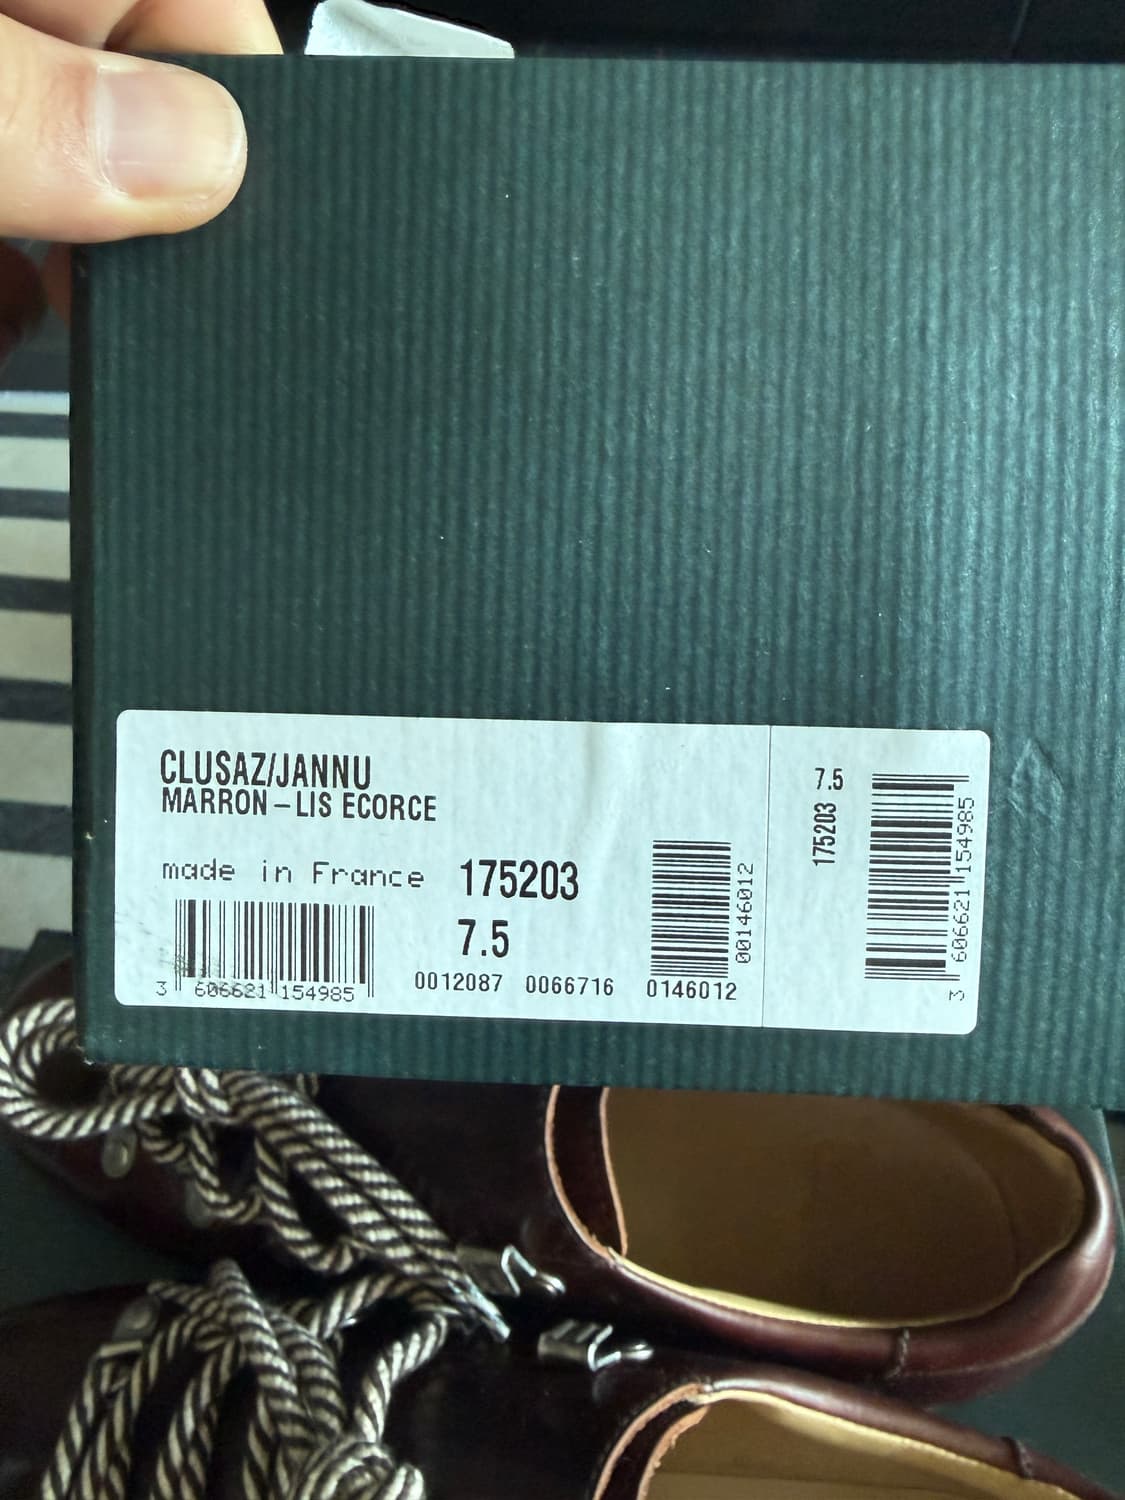 CLUSAZ/JANNU
MARRON – LIS ECORCE
made in France 175203
7.5
3 606621 154985
0012087 0066716 0146012
00146012
7.5
175203
3 606621 154985